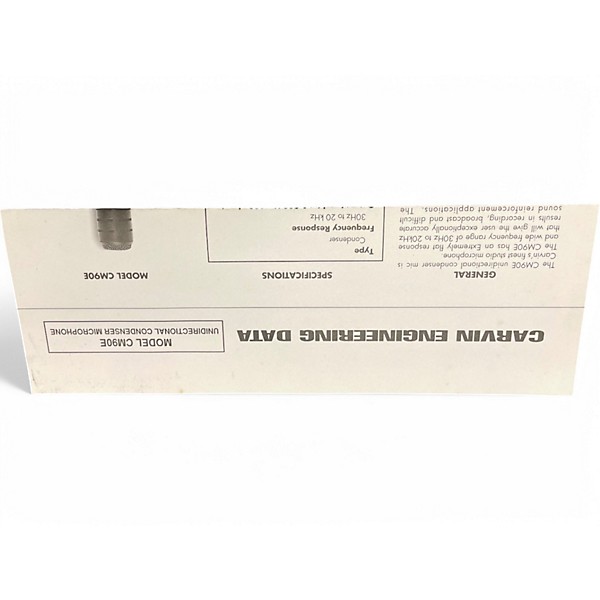 CARVIN ENGINEERING DATA
MODEL CM90E
UNIDIRECTIONAL CONDENSER MICROPHONE
GENERAL
The CM90E unidirectional condenser mic is
Carvin's finest studio microphone.
The CM90E has an Extremely flat response
and wide frequency range of 30Hz to 20kHz
that will give the user exceptionally accurate
results in recording, broadcast and difficult
sound reinforcement applications. The
SPECIFICATIONS
Type
Condenser
Frequency Response
30Hz to 20 kHz
MODEL CM90E